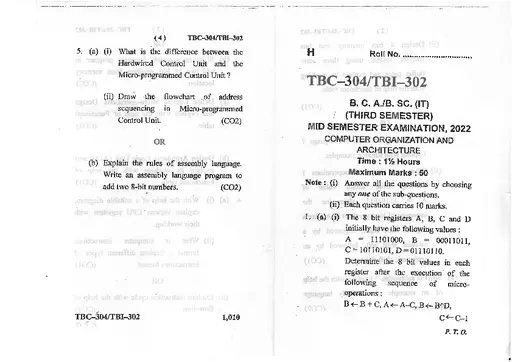 ( 4 ) TBC-304/TBI-302
5. (a) (i) What is the difference between the
Hardwired Control Unit and the
Micro-programmed Control Unit ?
(ii) Draw the flowchart of address
sequencing in Micro-programmed
Control Unit. (CO2)
OR
(b) Explain the rules of assembly language.
Write an assembly language program to
add two 8-bit numbers. (CO2)
TBC-304/TBI-302 1,020
H Roll No. ..............................
TBC-304/TBI-302
B. C. A./B. SC. (IT)
(THIRD SEMESTER)
MID SEMESTER EXAMINATION, 2022
COMPUTER ORGANIZATION AND
ARCHITECTURE
Time : 1½ Hours
Maximum Marks : 50
Note : (i) Answer all the questions by choosing
any one of the sub-questions.
(ii) Each question carries 10 marks.
1. (a) (i) The 8 bit registers A, B, C and D
initially have the following values :
A = 11101000, B = 00011011,
C = 10110101, D = 01110110.
Determine the 8 bit values in each
register after the execution of the
following sequence of micro-
operations :
B ← B + C, A ← A–C, B ← B^D,
C ← C–1
P. T. O.